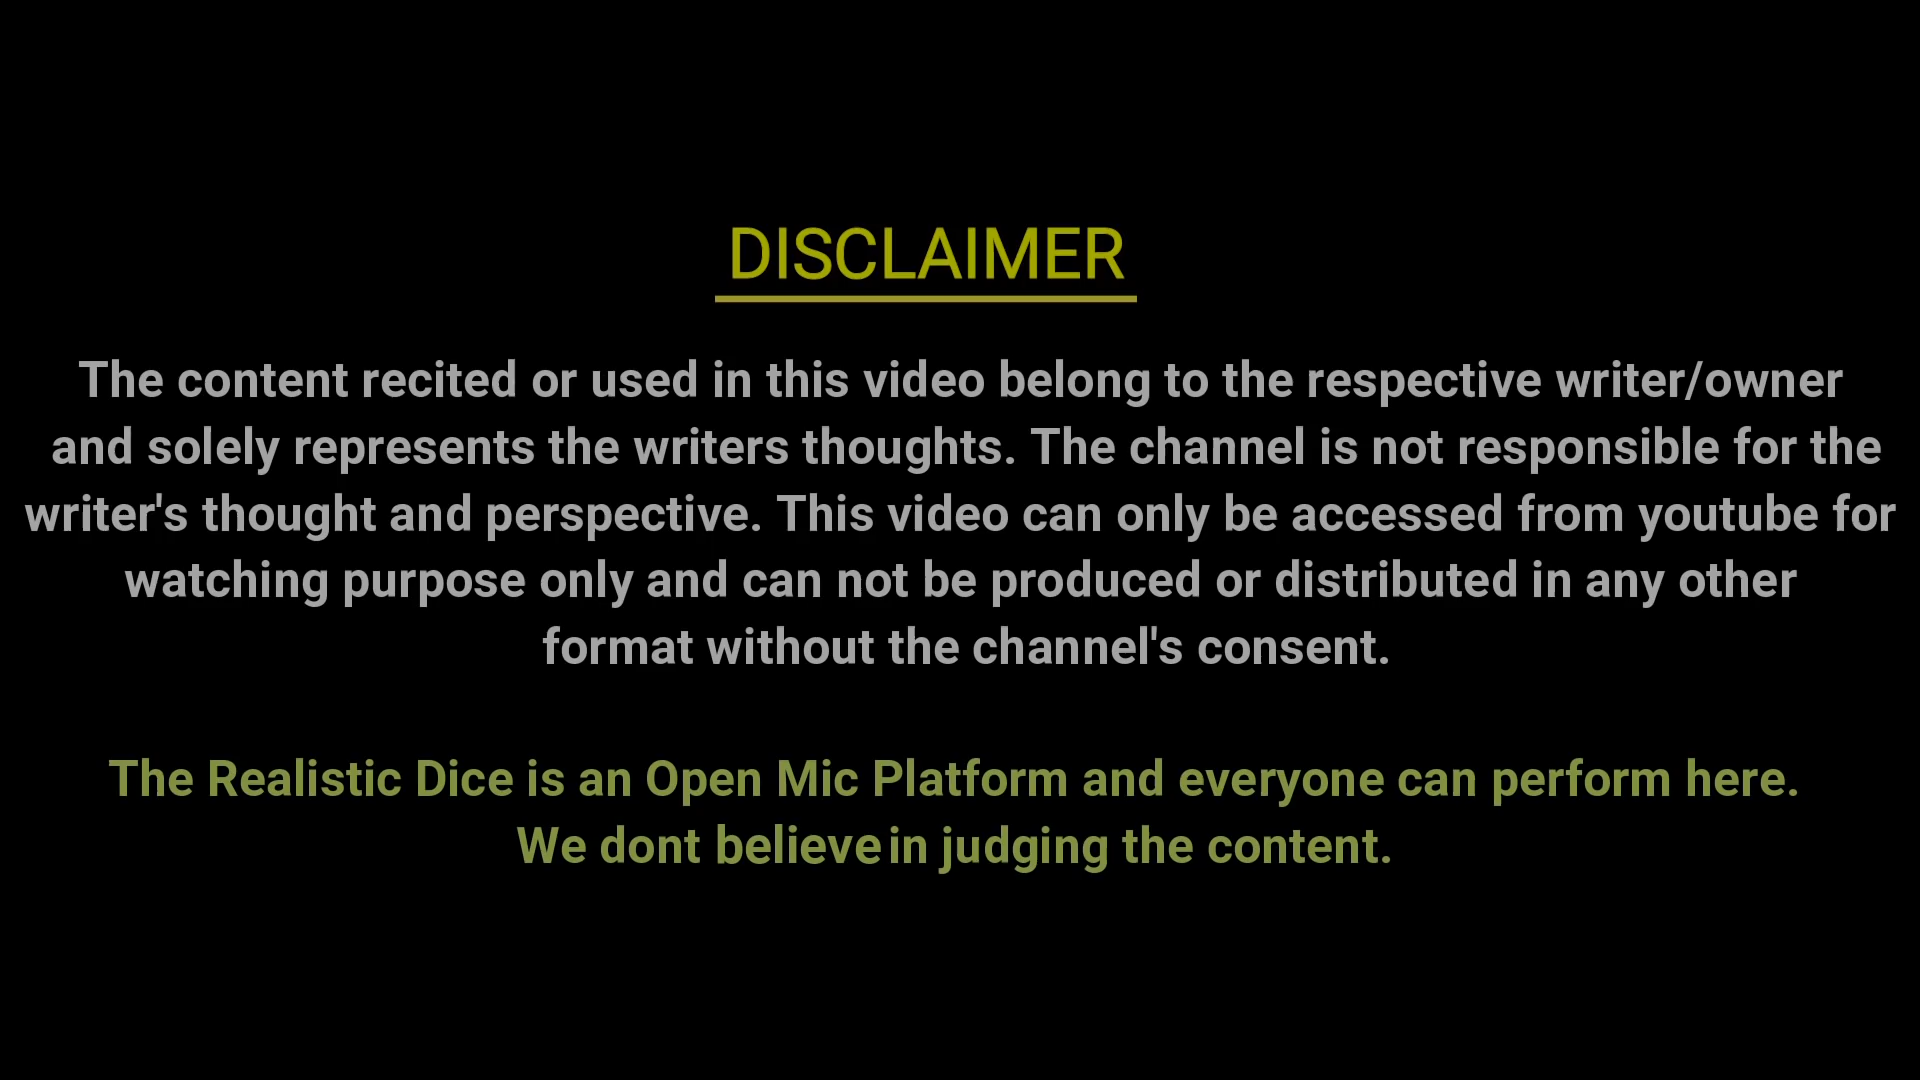 DISCLAIMER
The content recited or used in this video belong to the respective writer/owner
and solely represents the writers thoughts. The channel is not responsible for the
writer's thought and perspective. This video can only be accessed from youtube for
watching purpose only and can not be produced or distributed in any other
format without the channel's consent.
The Realistic Dice is an Open Mic Platform and everyone can perform here.
We dont believe in judging the content.